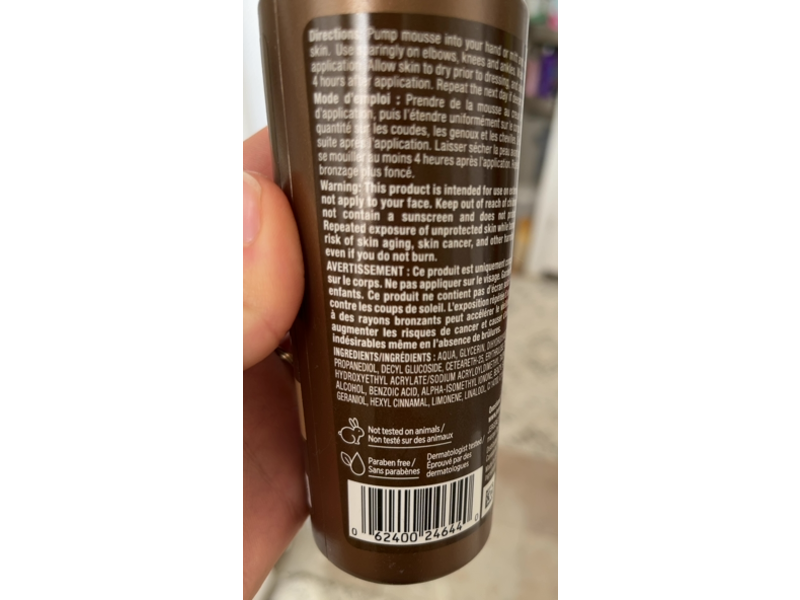 Directions: Pump mousse into your hand or mitt
skin. Use sparingly on elbows, knees and ankles.
application. Allow skin to dry prior to dressing, and
4 hours after application. Repeat the next day if
Mode d'emploi : Prendre de la mousse au
d'application, puis l'étendre uniformément sur le
quantité sur les coudes, les genoux et les chevilles.
suite après l'application. Laisser sécher la peau
se mouiller au moins 4 heures après l'application.
bronzage plus foncé.
Warning: This product is intended for use on
not apply to your face. Keep out of reach of
not contain a sunscreen and does not
Repeated exposure of unprotected skin while
risk of skin aging, skin cancer, and other
even if you do not burn.
AVERTISSEMENT : Ce produit est uniquement
sur le corps. Ne pas appliquer sur le visage.
enfants. Ce produit ne contient pas d'écran
contre les coups de soleil. L'exposition
à des rayons bronzants peut accélérer le
augmenter les risques de cancer et causer
indésirables même en l'absence de brûlures.
INGREDIENTS/INGRÉDIENTS : AQUA, GLYCERIN,
PROPANEDIOL, DECYL GLUCOSIDE, CETEARETH-25,
HYDROXYETHYL ACRYLATE/SODIUM ACRYLOYLDIMETHYL
ALCOHOL, BENZOIC ACID, ALPHA-ISOMETHYL IONONE,
GERANIOL, HEXYL CINNAMAL, LIMONENE, LINALOOL,
Not tested on animals /
Non testé sur des animaux
Paraben free /
Sans parabènes
Dermatologist tested /
Éprouvé par des
dermatologues
0 62400 24644 0